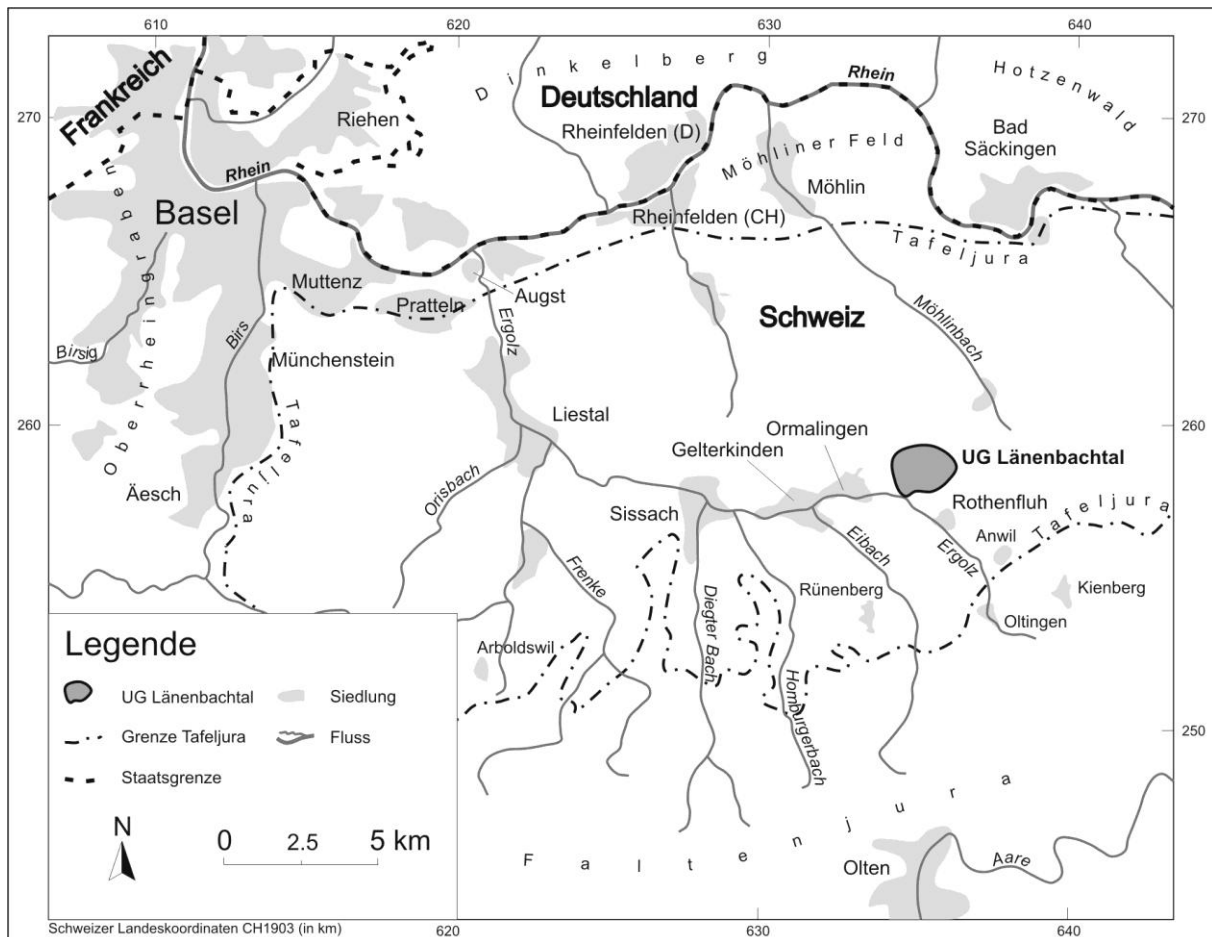 610
620
630
640
Frankreich
Dinkelberg
Deutschland
Rhein
Hotzenwald
270
Riehen
Rheinfelden (D)
270
Bad
Säckingen
Möhliner Feld
Rhein
Möhlin
Basel
Rheinfelden (CH)
Tafeljura
Oberrheingraben
Muttenz
Pratteln
Augst
Schweiz
Möhlinbach
Birsig
Birs
Münchenstein
Ergolz
Tafeljura
260
Liestal
260
Ormalingen
Gelterkinden
UG Länenbachtal
Äesch
Orisbach
Sissach
Rothenfluh
Tafeljura
Anwil
Frenke
Eibach
Ergolz
Rünenberg
Kienberg
Diegter Bach
Oltingen
Arboldswil
Homburgerbach
Legende
UG Länenbachtal
Siedlung
Grenze Tafeljura
Fluss
250
Staatsgrenze
Faltenjura
N
0 2.5 5 km
Olten
Aare
Schweizer Landeskoordinaten CH1903 (in km)
620
630
640